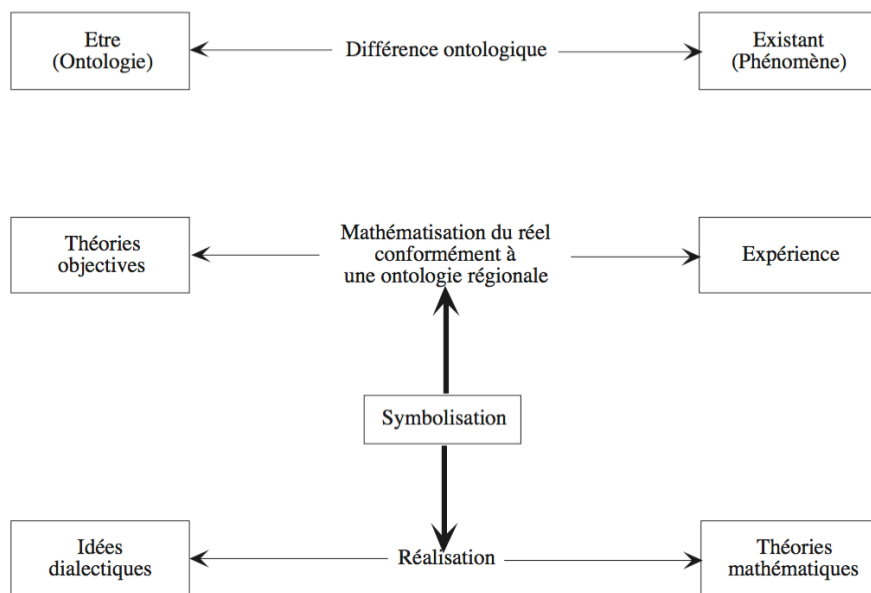 Etre
(Ontologie)
Différence ontologique
Existant
(Phénomène)
Théories
objectives
Mathématisation du réel
conformément à
une ontologie régionale
Expérience
Symbolisation
Idées
dialectiques
Réalisation
Théories
mathématiques